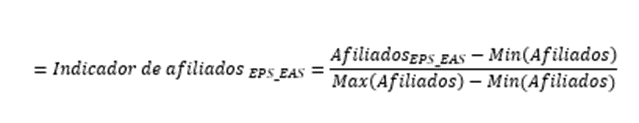 = Indicador de afiliados EPS_EAS = Afiliados EPS_EAS − Min(Afiliados)
Max(Afiliados) − Min(Afiliados)